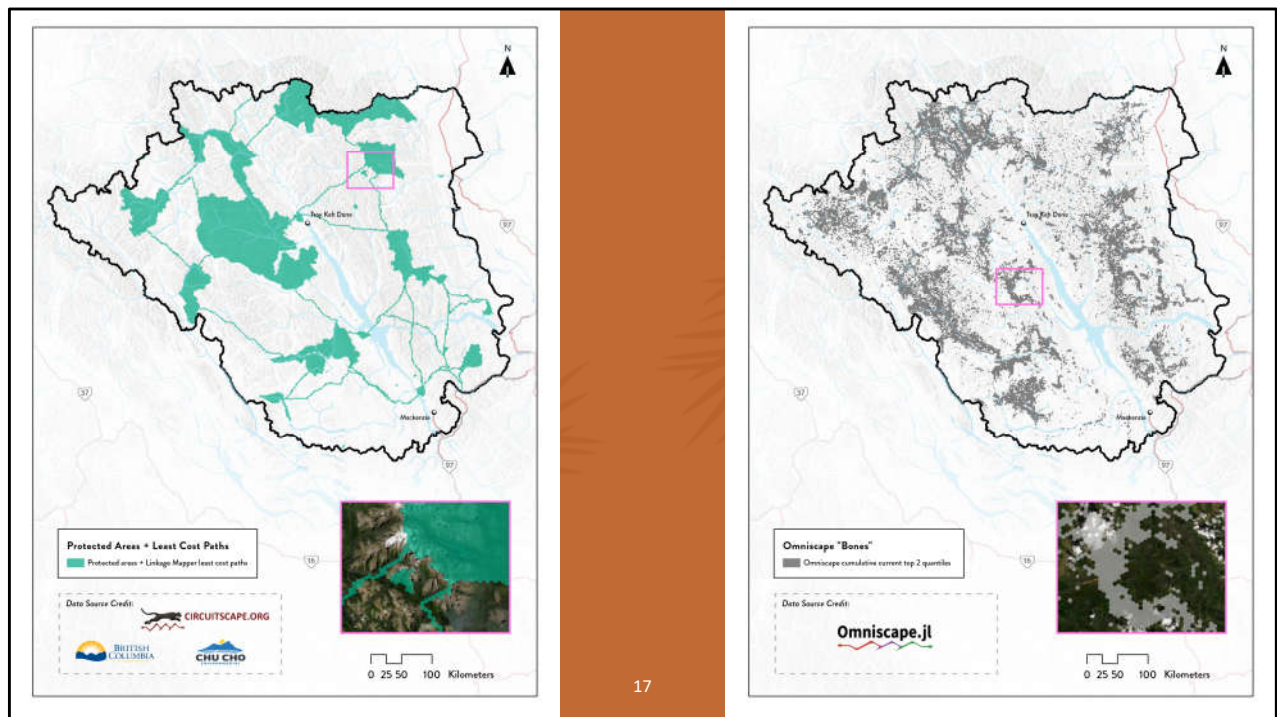 N
Tsay Keh Dene
97
37
Mackenzie
97
16
Protected Areas + Least Cost Paths
Protected areas + Linkage Mapper least cost paths
Data Source Credit:
CIRCUITSCAPE.ORG
BRITISH
COLUMBIA
CHU CHO
ENVIRONMENTAL
0 25 50 100 Kilometers
17
N
Tsay Keh Dene
97
37
Mackenzie
97
16
Omniscape "Bones"
Omniscape cumulative current top 2 quantiles
Data Source Credit:
Omniscape.jl
0 25 50 100 Kilometers